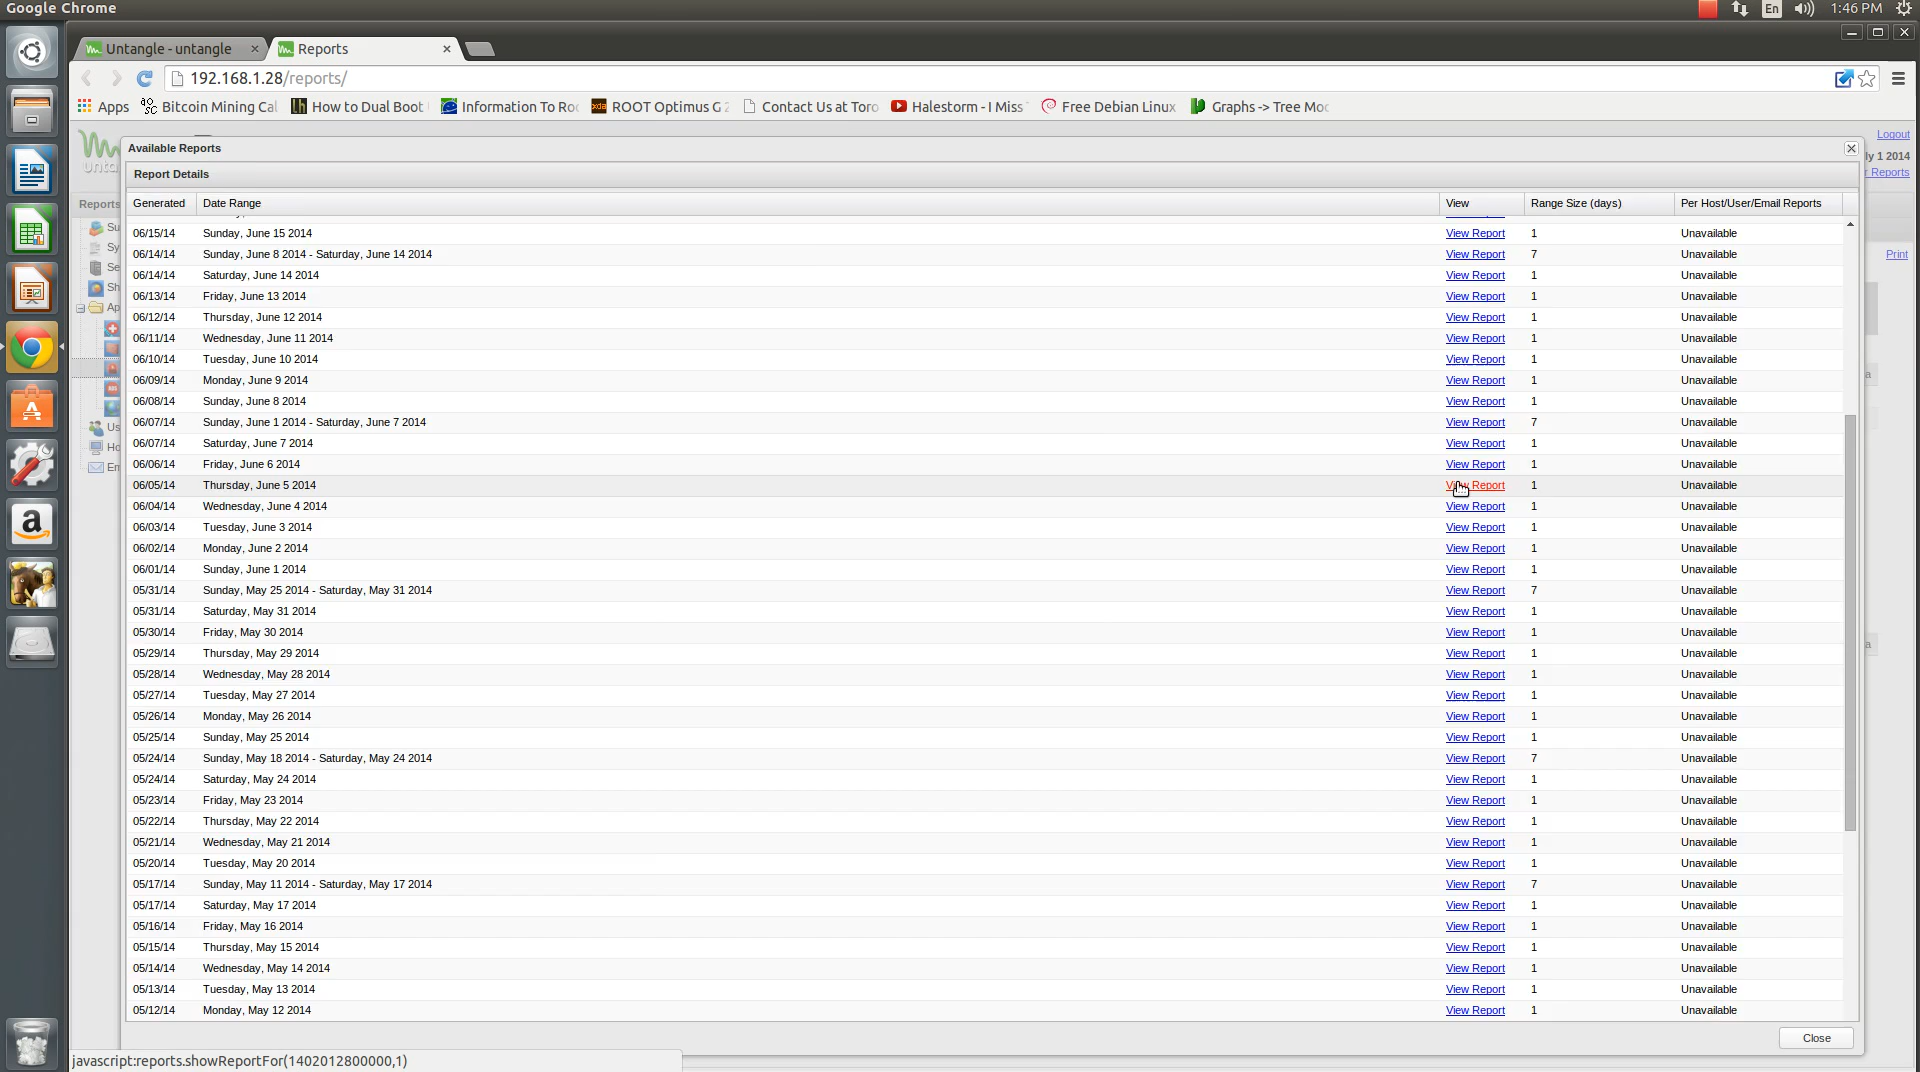 Google Chrome
En
1:46 PM
Untangle - untangle
Reports
192.168.1.28/reports/
Apps
Bitcoin Mining Cal
How to Dual Boot
Information To Ro
ROOT Optimus G 2
Contact Us at Toro
Halestorm - I Miss
Free Debian Linux
Graphs -> Tree Mo
Logout
ly 1 2014
r Reports
Print
Available Reports
Report Details
Generated Date Range View Range Size (days) Per Host/User/Email Reports
06/15/14 Sunday, June 15 2014 View Report 1 Unavailable
06/14/14 Sunday, June 8 2014 - Saturday, June 14 2014 View Report 7 Unavailable
06/14/14 Saturday, June 14 2014 View Report 1 Unavailable
06/13/14 Friday, June 13 2014 View Report 1 Unavailable
06/12/14 Thursday, June 12 2014 View Report 1 Unavailable
06/11/14 Wednesday, June 11 2014 View Report 1 Unavailable
06/10/14 Tuesday, June 10 2014 View Report 1 Unavailable
06/09/14 Monday, June 9 2014 View Report 1 Unavailable
06/08/14 Sunday, June 8 2014 View Report 1 Unavailable
06/07/14 Sunday, June 1 2014 - Saturday, June 7 2014 View Report 7 Unavailable
06/07/14 Saturday, June 7 2014 View Report 1 Unavailable
06/06/14 Friday, June 6 2014 View Report 1 Unavailable
06/05/14 Thursday, June 5 2014 View Report 1 Unavailable
06/04/14 Wednesday, June 4 2014 View Report 1 Unavailable
06/03/14 Tuesday, June 3 2014 View Report 1 Unavailable
06/02/14 Monday, June 2 2014 View Report 1 Unavailable
06/01/14 Sunday, June 1 2014 View Report 1 Unavailable
05/31/14 Sunday, May 25 2014 - Saturday, May 31 2014 View Report 7 Unavailable
05/31/14 Saturday, May 31 2014 View Report 1 Unavailable
05/30/14 Friday, May 30 2014 View Report 1 Unavailable
05/29/14 Thursday, May 29 2014 View Report 1 Unavailable
05/28/14 Wednesday, May 28 2014 View Report 1 Unavailable
05/27/14 Tuesday, May 27 2014 View Report 1 Unavailable
05/26/14 Monday, May 26 2014 View Report 1 Unavailable
05/25/14 Sunday, May 25 2014 View Report 1 Unavailable
05/24/14 Sunday, May 18 2014 - Saturday, May 24 2014 View Report 7 Unavailable
05/24/14 Saturday, May 24 2014 View Report 1 Unavailable
05/23/14 Friday, May 23 2014 View Report 1 Unavailable
05/22/14 Thursday, May 22 2014 View Report 1 Unavailable
05/21/14 Wednesday, May 21 2014 View Report 1 Unavailable
05/20/14 Tuesday, May 20 2014 View Report 1 Unavailable
05/17/14 Sunday, May 11 2014 - Saturday, May 17 2014 View Report 7 Unavailable
05/17/14 Saturday, May 17 2014 View Report 1 Unavailable
05/16/14 Friday, May 16 2014 View Report 1 Unavailable
05/15/14 Thursday, May 15 2014 View Report 1 Unavailable
05/14/14 Wednesday, May 14 2014 View Report 1 Unavailable
05/13/14 Tuesday, May 13 2014 View Report 1 Unavailable
05/12/14 Monday, May 12 2014 View Report 1 Unavailable
Close
Reports
Su
Sy
Se
Sh
Ap
Us
Ho
Em
javascript:reports.showReportFor(1402012800000,1)